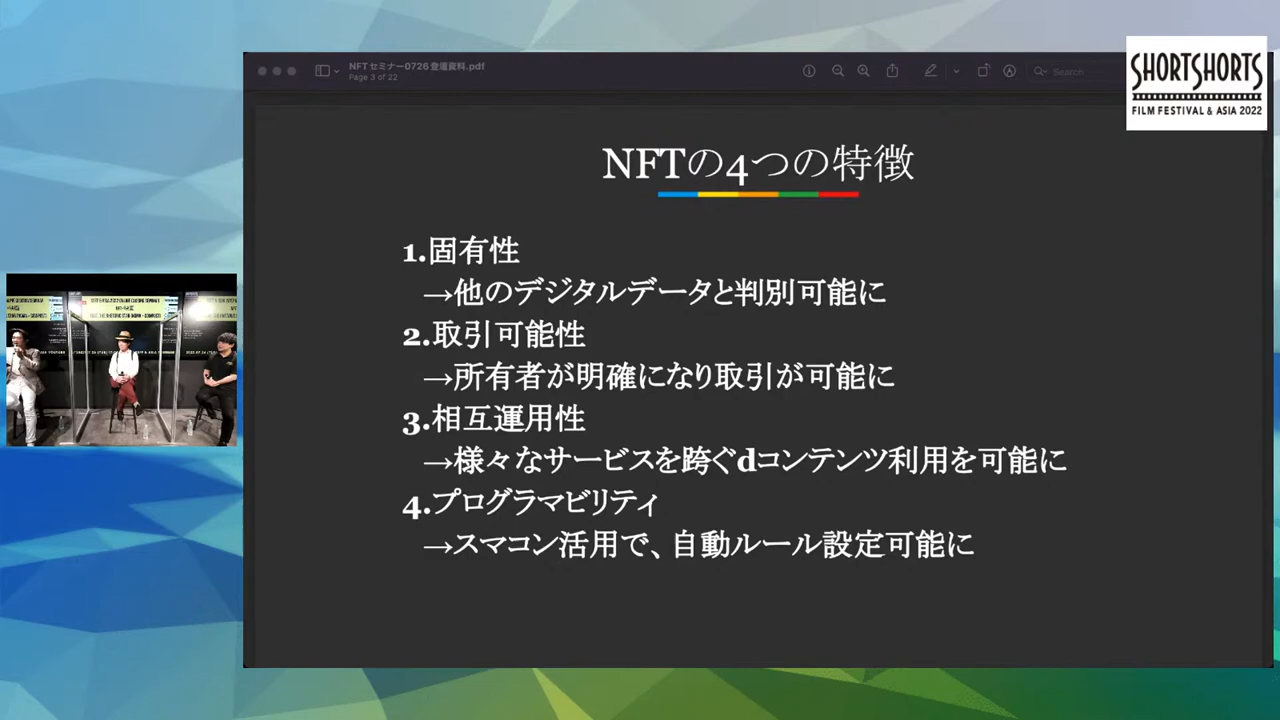 NFTセミナー0726登壇資料.pdf
Page 3 of 22
Search
SHORTSHORTS
FILM FESTIVAL & ASIA 2022
NFTの4つの特徴
1.固有性
→他のデジタルデータと判別可能に
2.取引可能性
→所有者が明確になり取引が可能に
3.相互運用性
→様々なサービスを跨ぐdコンテンツ利用を可能に
4.プログラマビリティ
→スマコン活用で、自動ルール設定可能に